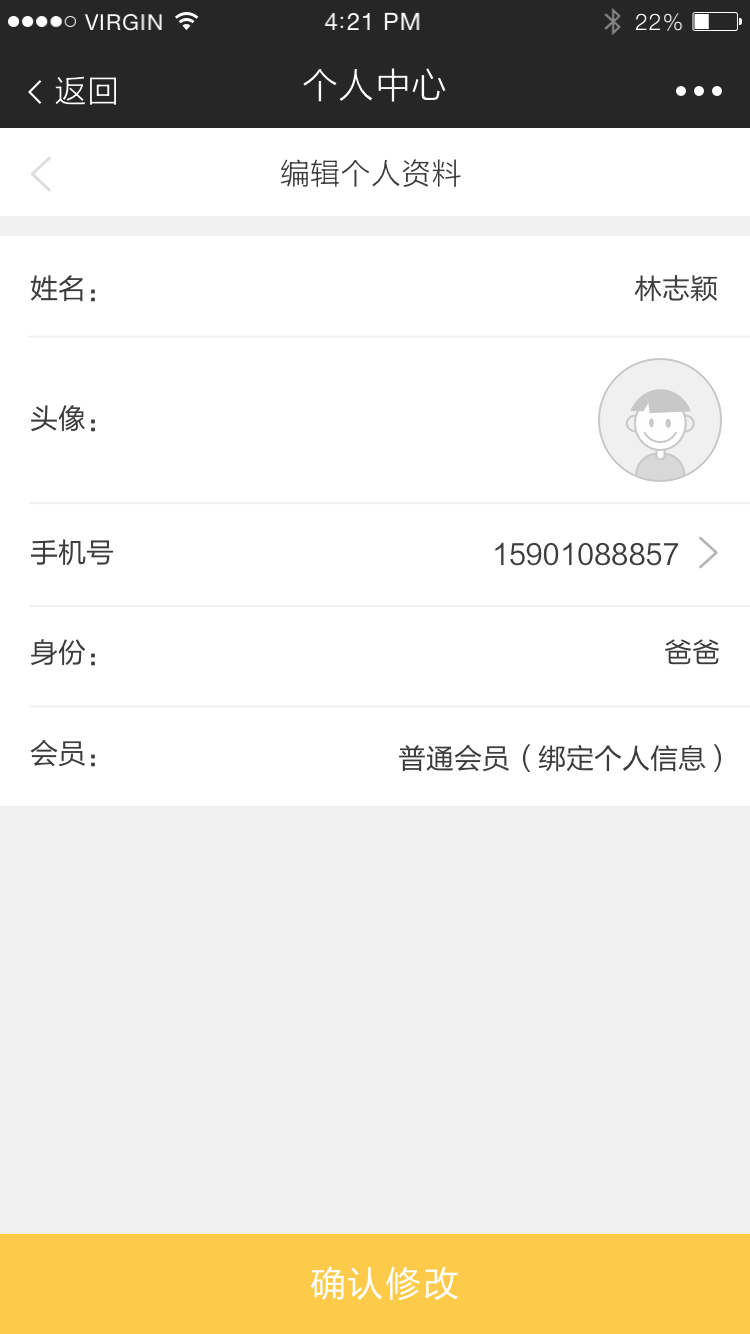 VIRGIN 4:21 PM 22%
返回 个人中心
编辑个人资料
姓名： 林志颖
头像：
手机号 15901088857
身份： 爸爸
会员： 普通会员（绑定个人信息）
确认修改